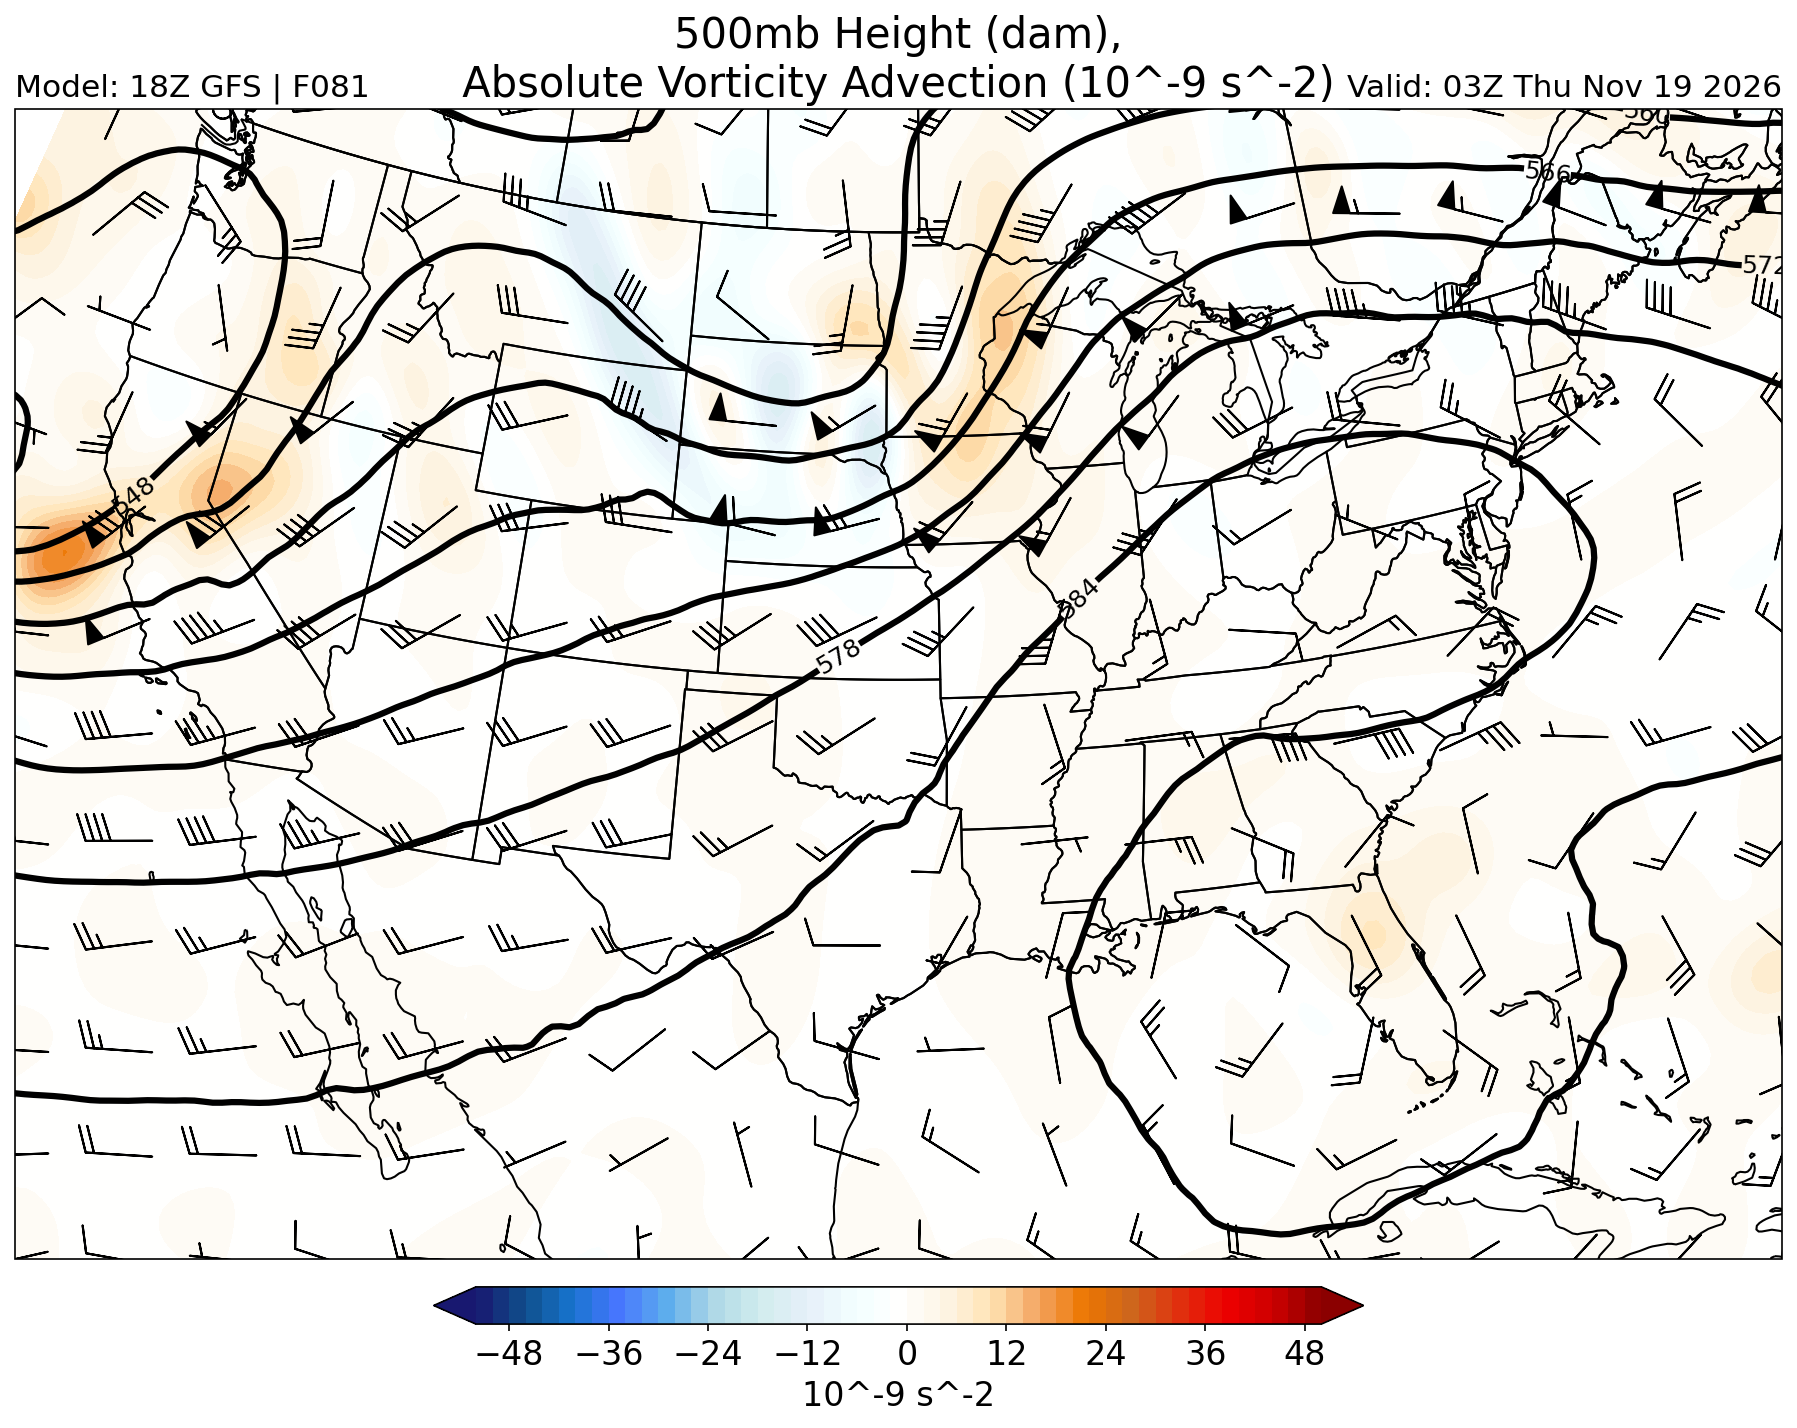 500mb Height (dam),
Model: 18Z GFS | F081
Absolute Vorticity Advection (10^-9 s^-2)
Valid: 03Z Thu Nov 19 2026
566
572
548
584
578
−48 −36 −24 −12 0 12 24 36 48
10^-9 s^-2